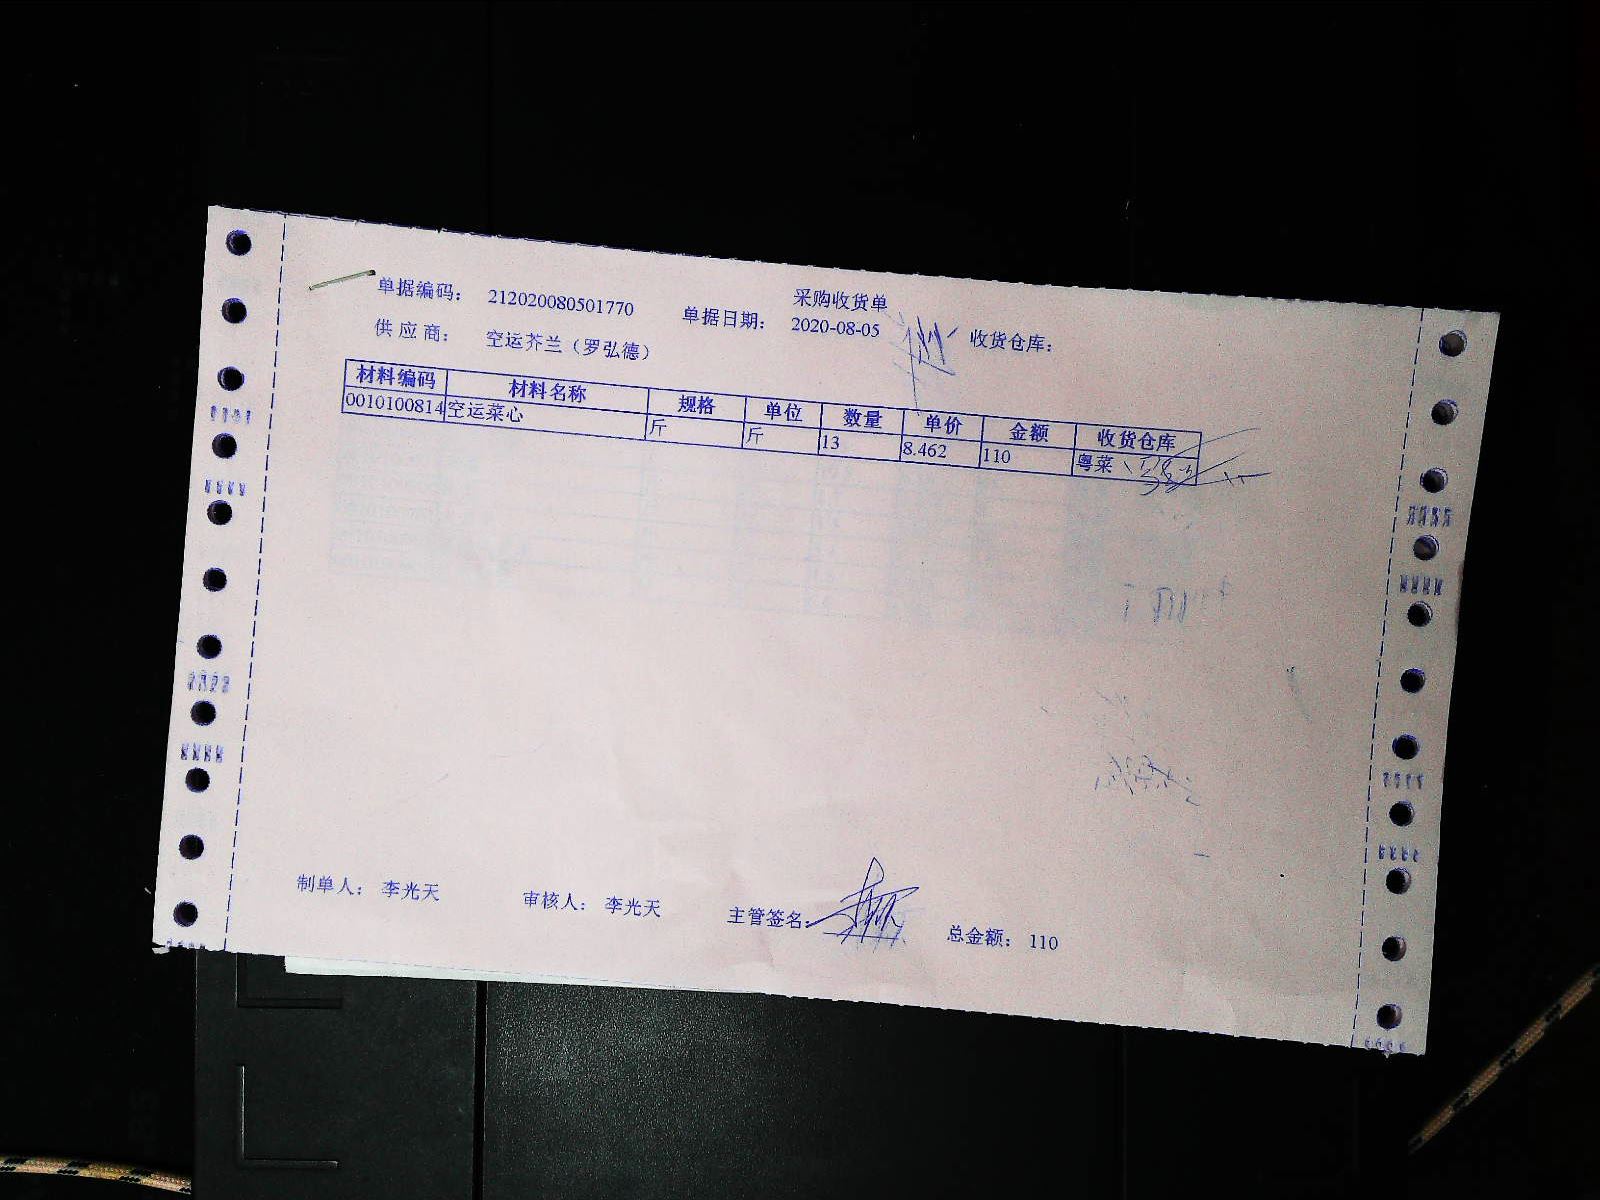 采购收货单
单据编码： 212020080501770 单据日期： 2020-08-05 收货仓库：
供应商： 空运芥兰（罗弘德）
材料编码 材料名称 规格 单位 数量 单价 金额 收货仓库
0010100814 空运菜心 斤 斤 13 8.462 110 粤菜
制单人： 李光天 审核人： 李光天 主管签名： 总金额： 110